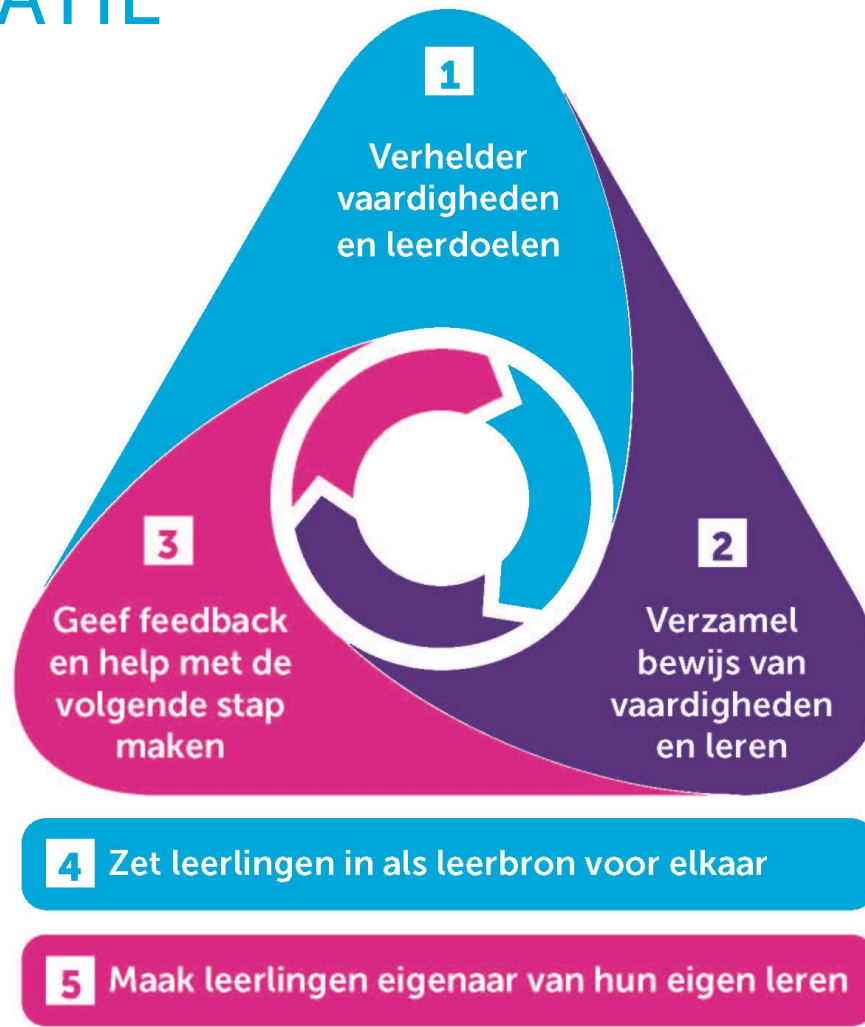 ATIE
1
Verhelder
vaardigheden
en leerdoelen
2
Verzamel
bewijs van
vaardigheden
en leren
3
Geef feedback
en help met de
volgende stap
maken
4 Zet leerlingen in als leerbron voor elkaar
5 Maak leerlingen eigenaar van hun eigen leren